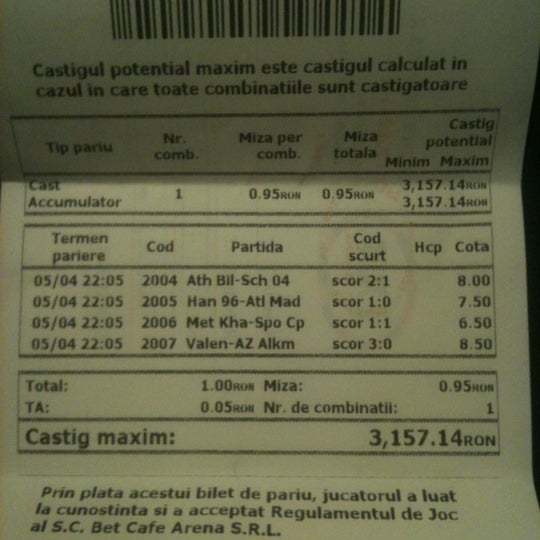 Castigul potential maxim este castigul calculat in
cazul in care toate combinatiile sunt castigatoare
Tip pariu Nr. comb. Miza per comb. Miza totala Castig potential Minim Maxim
Cast Accumulator 1 0.95RON 0.95RON 3,157.14RON
3,157.14RON
Termen pariere Cod Partida Cod scurt Hcp Cota
05/04 22:05 2004 Ath Bil-Sch 04 scor 2:1 8.00
05/04 22:05 2005 Han 96-Atl Mad scor 1:0 7.50
05/04 22:05 2006 Met Kha-Spo Cp scor 1:1 6.50
05/04 22:05 2007 Valen-AZ Alkm scor 3:0 8.50
Total: 1.00RON Miza: 0.95RON
TA: 0.05RON Nr. de combinatii: 1
Castig maxim: 3,157.14RON
Prin plata acestui bilet de pariu, jucatorul a luat
la cunostinta si a acceptat Regulamentul de Joc
al S.C. Bet Cafe Arena S.R.L.